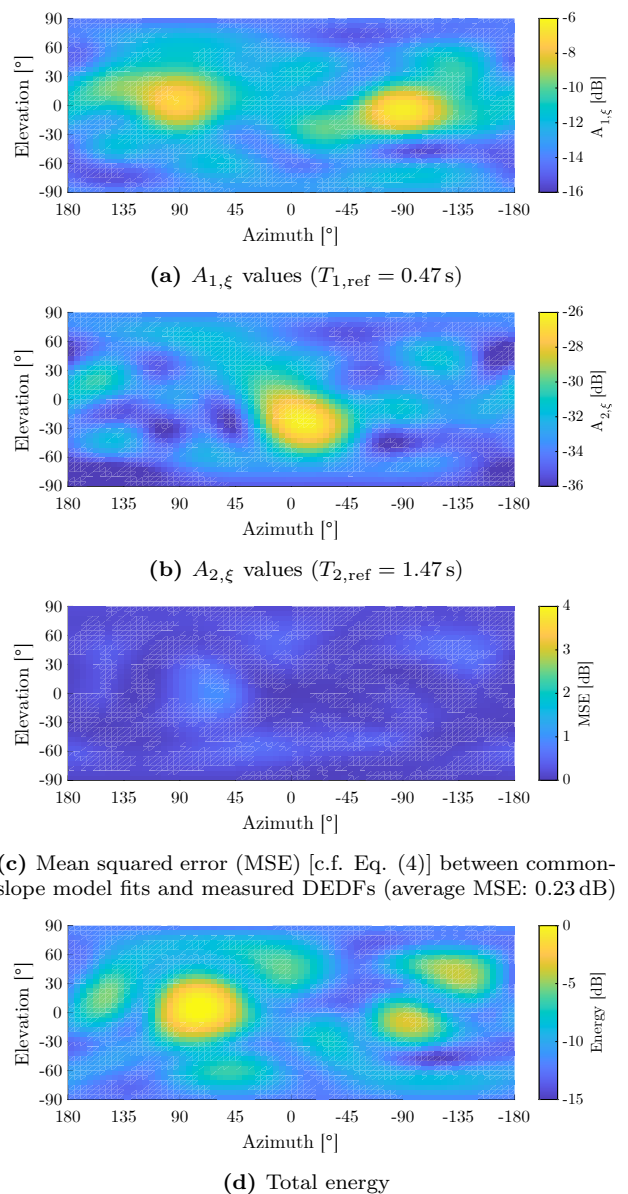 90
60
30
0
-30
-60
-90
Elevation [°]
180 135 90 45 0 -45 -90 -135 -180
Azimuth [°]
-6
-8
-10
-12
-14
-16
A1,ξ [dB]
(a) A1,ξ values (T1,ref = 0.47 s)
90
60
30
0
-30
-60
-90
Elevation [°]
180 135 90 45 0 -45 -90 -135 -180
Azimuth [°]
-26
-28
-30
-32
-34
-36
A2,ξ [dB]
(b) A2,ξ values (T2,ref = 1.47 s)
90
60
30
0
-30
-60
-90
Elevation [°]
180 135 90 45 0 -45 -90 -135 -180
Azimuth [°]
4
3
2
1
0
MSE [dB]
(c) Mean squared error (MSE) [c.f. Eq. (4)] between common-
slope model fits and measured DEDFs (average MSE: 0.23 dB)
90
60
30
0
-30
-60
-90
Elevation [°]
180 135 90 45 0 -45 -90 -135 -180
Azimuth [°]
0
-5
-10
-15
Energy [dB]
(d) Total energy